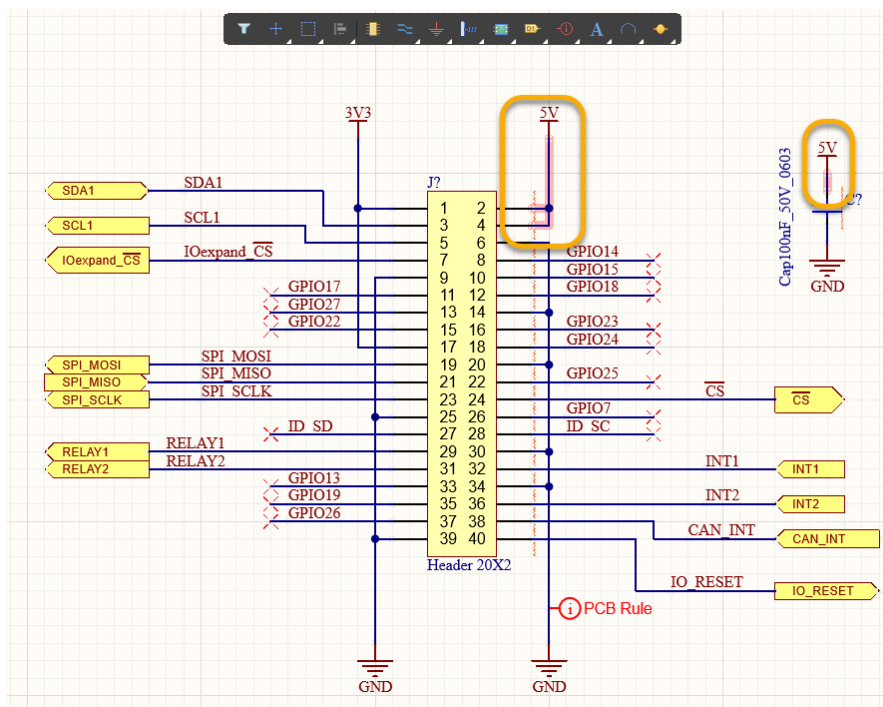 3V3
5V
5V
Cap100nF_50V_0603
C?
GND
J?
SDA1 SDA1
SCL1 SCL1
IOexpand_CS IOexpand_CS
1 2
3 4
5 6
7 8 GPIO14
9 10 GPIO15
GPIO17 11 12 GPIO18
GPIO27 13 14
GPIO22 15 16 GPIO23
17 18 GPIO24
SPI_MOSI SPI_MOSI 19 20
SPI_MISO SPI_MISO 21 22 GPIO25
SPI_SCLK SPI_SCLK 23 24 CS CS
25 26 GPIO7
ID_SD 27 28 ID_SC
RELAY1 RELAY1 29 30
RELAY2 RELAY2 31 32 INT1 INT1
GPIO13 33 34
GPIO19 35 36 INT2 INT2
GPIO26 37 38 CAN_INT CAN_INT
39 40 IO_RESET IO_RESET
Header 20X2
i PCB Rule
GND
GND